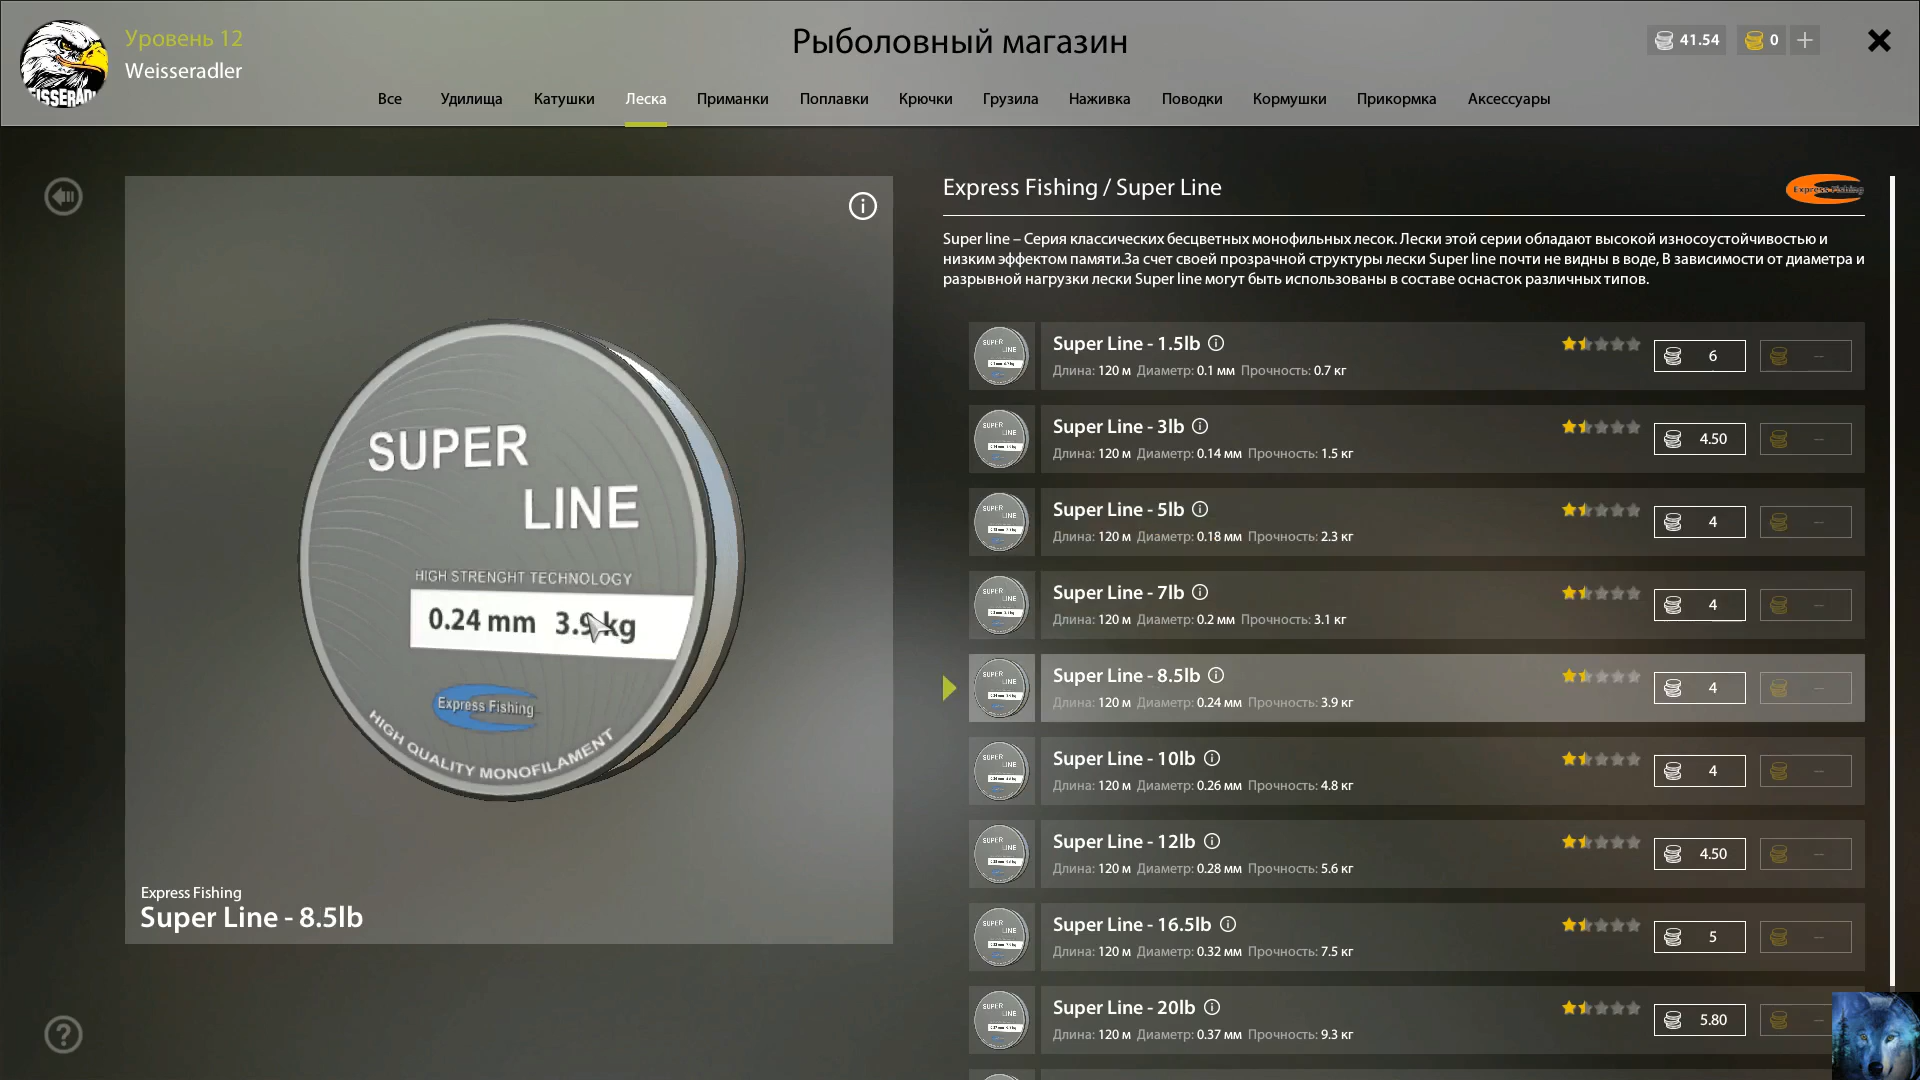 Уровень 12
Weisseradler
Рыболовный магазин
41.54
0
Все Удилища Катушки Леска Приманки Поплавки Крючки Грузила Наживка Поводки Кормушки Прикормка Аксессуары
SUPER
LINE
HIGH STRENGHT TECHNOLOGY
0.24 mm 3.9 kg
Express Fishing
HIGH QUALITY MONOFILAMENT
Express Fishing
Super Line - 8.5lb
Express Fishing / Super Line
Express Fishing
Super line – Серия классических бесцветных монофильных лесок. Лески этой серии обладают высокой износоустойчивостью и
низким эффектом памяти.За счет своей прозрачной структуры лески Super line почти не видны в воде, В зависимости от диаметра и
разрывной нагрузки лески Super line могут быть использованы в составе оснасток различных типов.
Super Line - 1.5lb
Длина: 120 м Диаметр: 0.1 мм Прочность: 0.7 кг
6
Super Line - 3lb
Длина: 120 м Диаметр: 0.14 мм Прочность: 1.5 кг
4.50
Super Line - 5lb
Длина: 120 м Диаметр: 0.18 мм Прочность: 2.3 кг
4
Super Line - 7lb
Длина: 120 м Диаметр: 0.2 мм Прочность: 3.1 кг
4
Super Line - 8.5lb
Длина: 120 м Диаметр: 0.24 мм Прочность: 3.9 кг
4
Super Line - 10lb
Длина: 120 м Диаметр: 0.26 мм Прочность: 4.8 кг
4
Super Line - 12lb
Длина: 120 м Диаметр: 0.28 мм Прочность: 5.6 кг
4.50
Super Line - 16.5lb
Длина: 120 м Диаметр: 0.32 мм Прочность: 7.5 кг
5
Super Line - 20lb
Длина: 120 м Диаметр: 0.37 мм Прочность: 9.3 кг
5.80